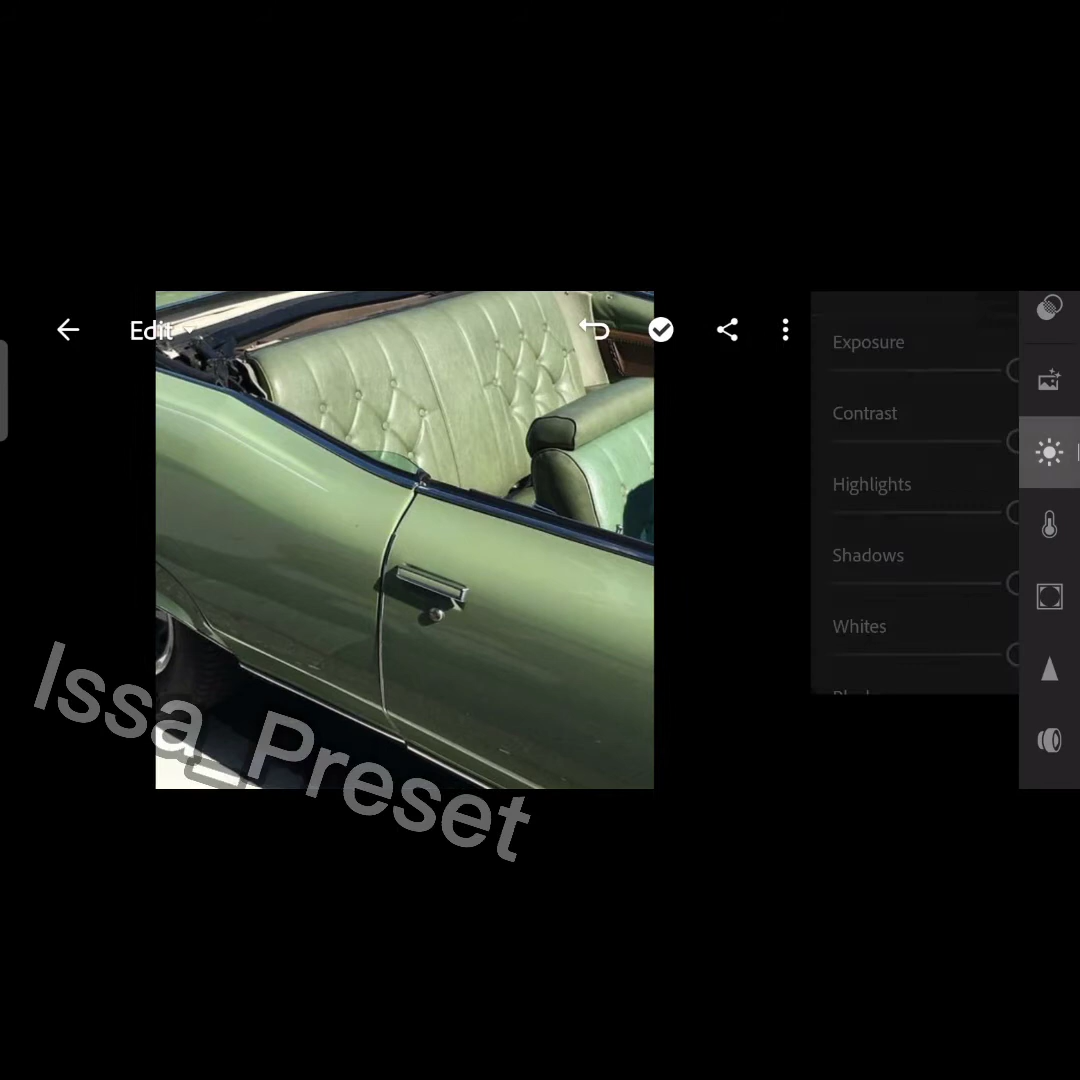 Edit
Exposure
Contrast
Highlights
Shadows
Whites
Issa_Preset